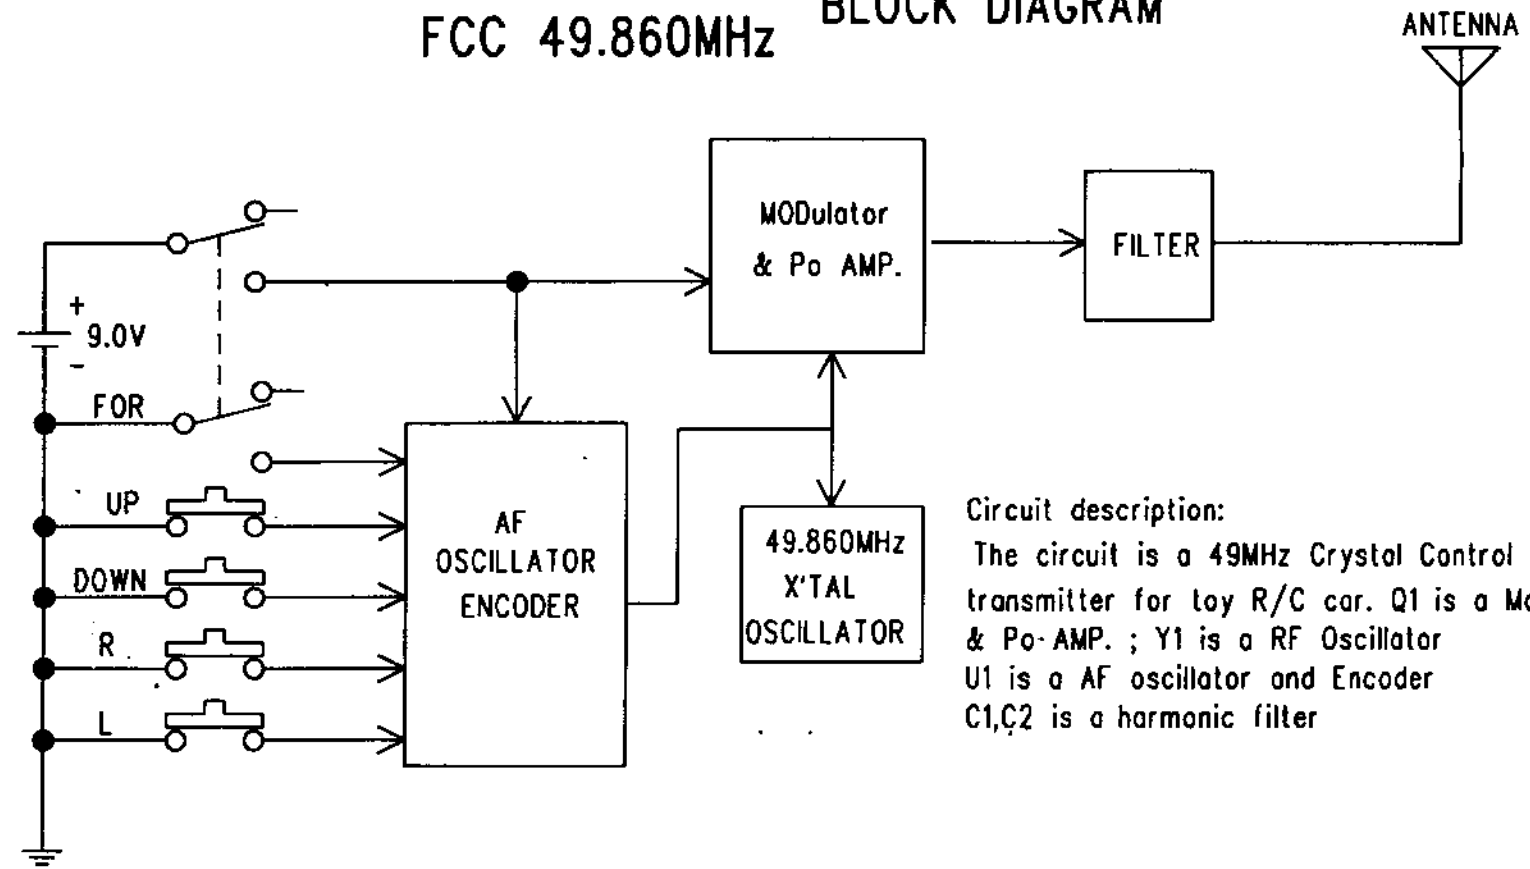 BLOCK DIAGRAM
FCC 49.860MHz
ANTENNA
MODulator
& Po AMP.
FILTER
+
9.0V
-
FOR
UP
DOWN
R
L
AF
OSCILLATOR
ENCODER
49.860MHz
X'TAL
OSCILLATOR
Circuit description:
The circuit is a 49MHz Crystal Control
transmitter for toy R/C car. Q1 is a
& Po-AMP. ; Y1 is a RF Oscillator
U1 is a AF oscillator and Encoder
C1,C2 is a harmonic filter